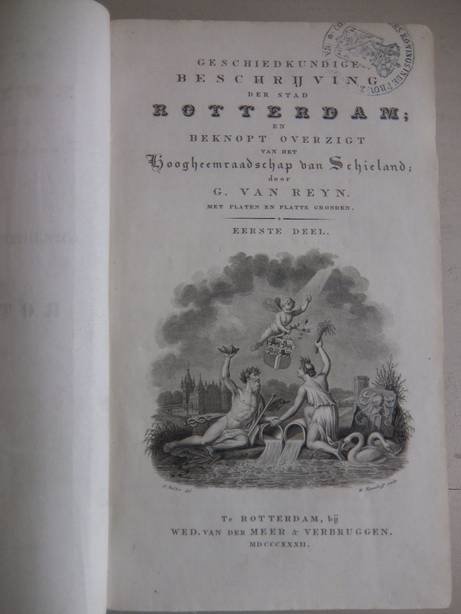 GESCHIEDKUNDIGE
BESCHRIJVING
DER STAD
ROTTERDAM;
EN
BEKNOPT OVERZIGT
VAN HET
Hoogheemraadschap van Schieland;
door
G. VAN REYN.
MET PLATEN EN PLATTE GRONDEN.
EERSTE DEEL.
Te ROTTERDAM, bij
WED. VAN DER MEER & VERBRUGGEN.
MDCCCXXXII.